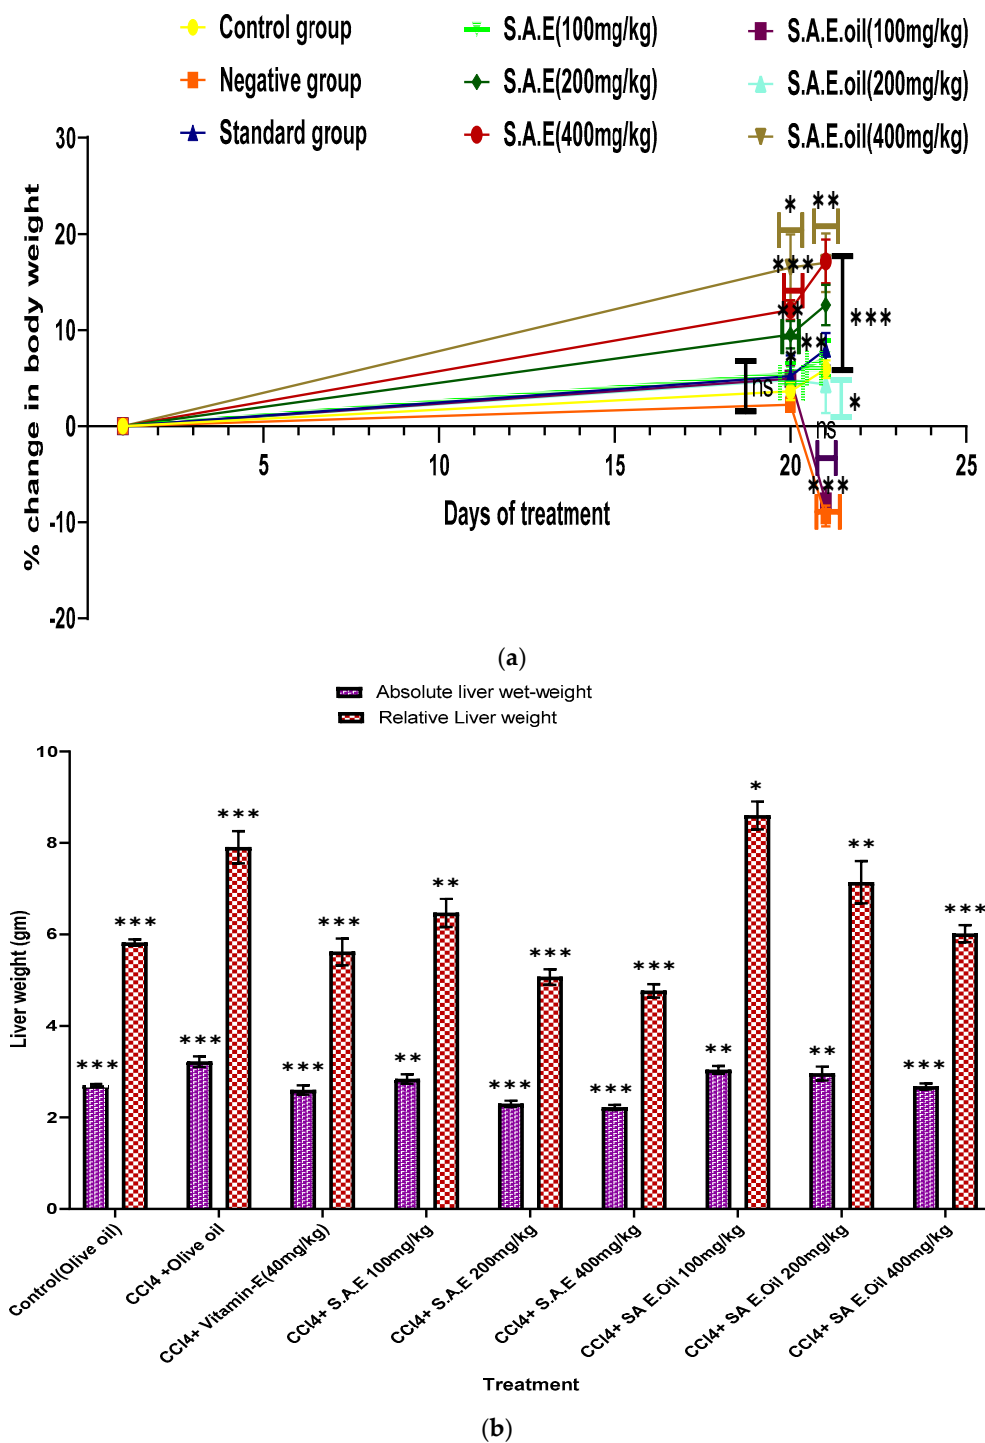 Control group
S.A.E(100mg/kg)
S.A.E.oil(100mg/kg)
Negative group
S.A.E(200mg/kg)
S.A.E.oil(200mg/kg)
Standard group
S.A.E(400mg/kg)
S.A.E.oil(400mg/kg)
% change in body weight
30
20
10
0
-10
-20
5
10
15
20
25
*
**
***
**
*
**
***
ns
*
ns
***
Days of treatment
(a)
Absolute liver wet-weight
Relative Liver weight
Liver weight (gm)
10
8
6
4
2
0
***
***
***
***
***
***
**
**
***
***
***
***
**
*
**
**
***
***
Control(Olive oil)
CCl4 +Olive oil
CCl4+ Vitamin-E(40mg/kg)
CCl4+ S.A.E 100mg/kg
CCl4+ S.A.E 200mg/kg
CCl4+ S.A.E 400mg/kg
CCl4+ SA E.Oil 100mg/kg
CCl4+ SA E.Oil 200mg/kg
CCl4+ SA E.Oil 400mg/kg
Treatment
(b)